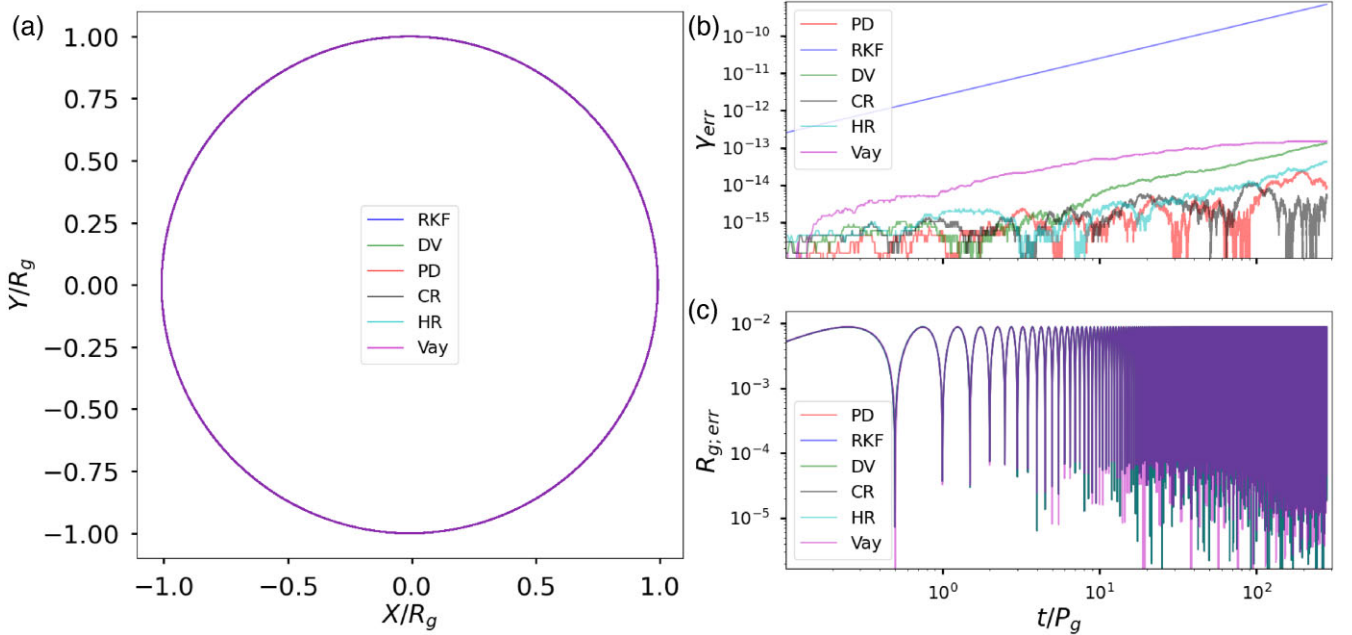 (a)
1.00
0.75
0.50
0.25
0.00
−0.25
−0.50
−0.75
−1.00
Y/R_g
RKF
DV
PD
CR
HR
Vay
−1.0
−0.5
0.0
0.5
1.0
X/R_g
(b)
10^{-10}
10^{-11}
10^{-12}
10^{-13}
10^{-14}
10^{-15}
γ_{err}
PD
RKF
DV
CR
HR
Vay
(c)
10^{-2}
10^{-3}
10^{-4}
10^{-5}
R_{g;err}
PD
RKF
DV
CR
HR
Vay
10^0
10^1
10^2
t/P_g